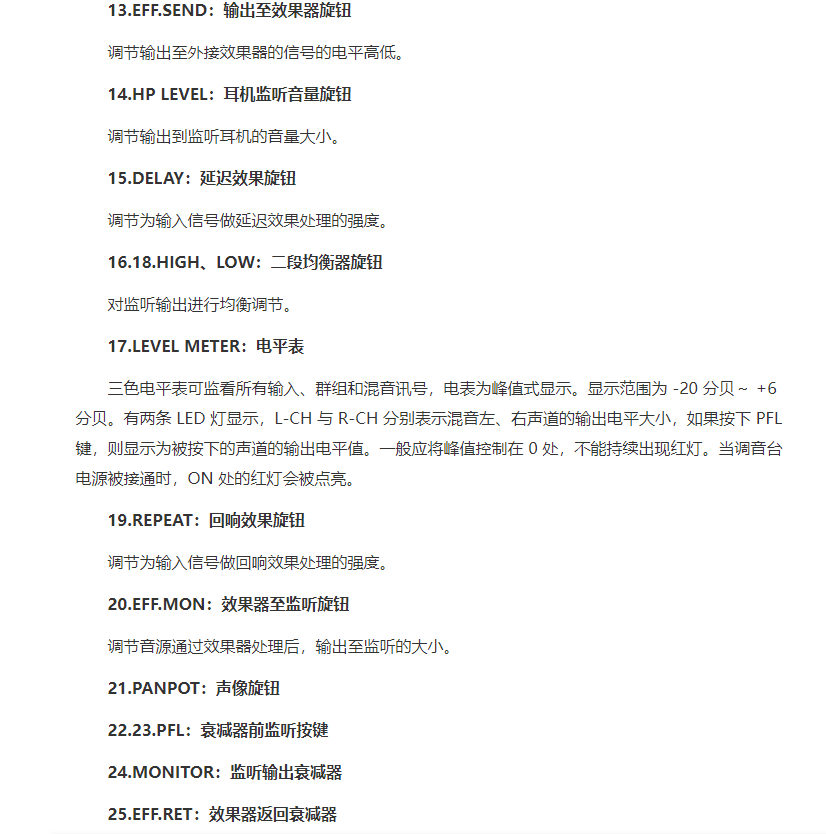 13.EFF.SEND：输出至效果器旋钮
调节输出至外接效果器的信号的电平高低。
14.HP LEVEL：耳机监听音量旋钮
调节输出到监听耳机的音量大小。
15.DELAY：延迟效果旋钮
调节为输入信号做延迟效果处理的强度。
16.18.HIGH、LOW：二段均衡器旋钮
对监听输出进行均衡调节。
17.LEVEL METER：电平表
三色电平表可监看所有输入、群组和混音讯号，电表为峰值式显示。显示范围为 -20 分贝～ +6
分贝。有两条 LED 灯显示，L-CH 与 R-CH 分别表示混音左、右声道的输出电平大小，如果按下 PFL
键，则显示为被按下的声道的输出电平值。一般应将峰值控制在 0 处，不能持续出现红灯。当调音台
电源被接通时，ON 处的红灯会被点亮。
19.REPEAT：回响效果旋钮
调节为输入信号做回响效果处理的强度。
20.EFF.MON：效果器至监听旋钮
调节音源通过效果器处理后，输出至监听的大小。
21.PANPOT：声像旋钮
22.23.PFL：衰减器前监听按键
24.MONITOR：监听输出衰减器
25.EFF.RET：效果器返回衰减器